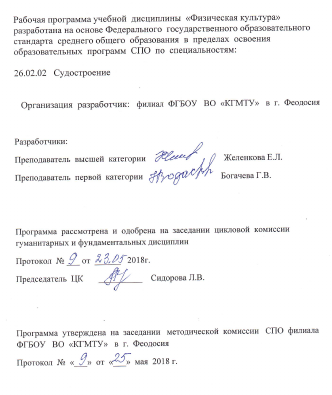 Рабочая программа учебной дисциплины «Физическая культура»
разработана на основе Федерального государственного образовательного
стандарта среднего общего образования в пределах освоения
образовательных программ СПО по специальностям:
26.02.02 Судостроение
Организация разработчик: филиал ФГБОУ ВО «КГМТУ» в г. Феодосия
Разработчики:
Преподаватель высшей категории Желенкова Е.Л.
Преподаватель первой категории Богачева Г.В.
Программа рассмотрена и одобрена на заседании цикловой комиссии
гуманитарных и фундаментальных дисциплин
Протокол № 9 от 23.05 2018г.
Председатель ЦК Сидорова Л.В.
Программа утверждена на заседании методической комиссии СПО филиала
ФГБОУ ВО «КГМТУ» в г. Феодосия
Протокол № «9» от «25» мая 2018 г.